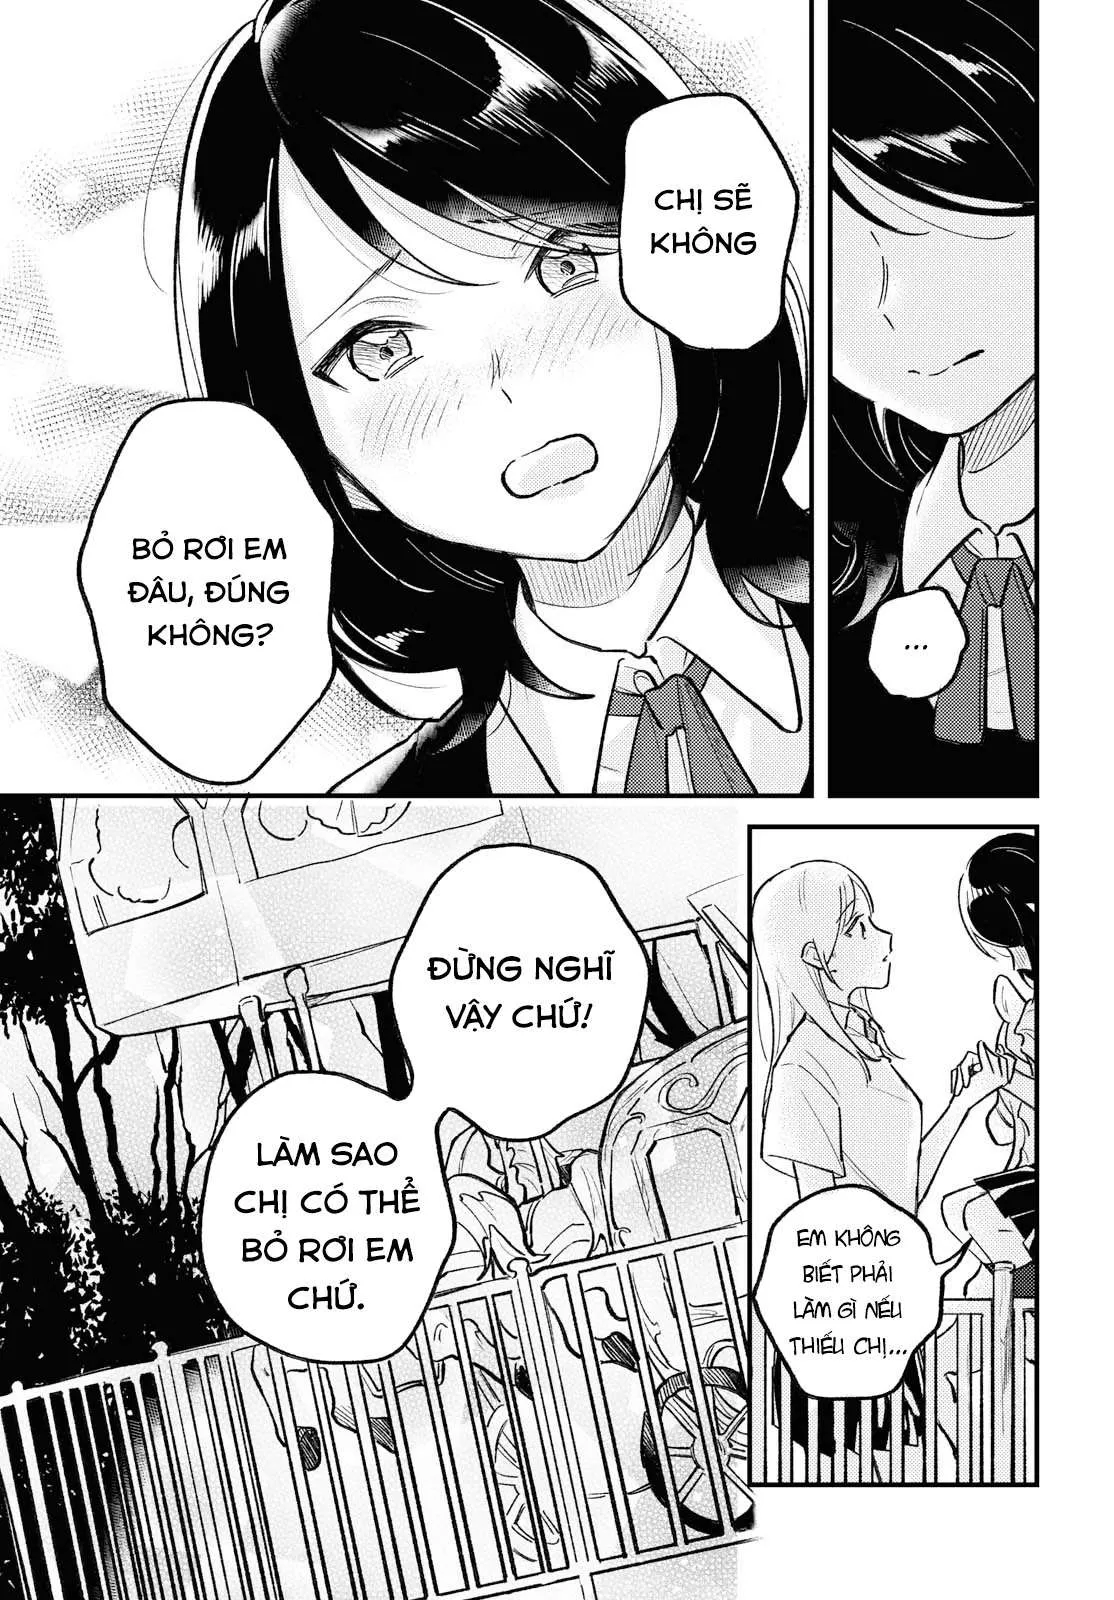 ...
CHỊ SẼ
KHÔNG
BỎ RƠI EM
ĐÂU, ĐÚNG
KHÔNG?
EM KHÔNG
BIẾT PHẢI
LÀM GÌ NẾU
THIẾU CHỊ...
ĐỪNG NGHĨ
VẬY CHỨ!
LÀM SAO
CHỊ CÓ THỂ
BỎ RƠI EM
CHỨ.